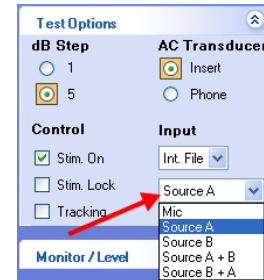 Test Options
dB Step
AC Transducer
1
Insert
5
Phone
Control
Input
Stim. On
Int. File
Stim. Lock
Source A
Tracking
Mic
Source A
Source B
Source A + B
Source B + A
Monitor / Level